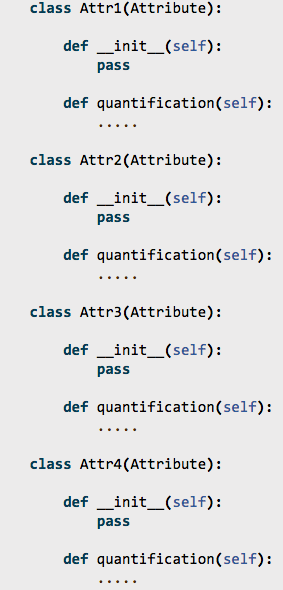 class Attr1(Attribute):
def __init__(self):
pass
def quantification(self):
.....
class Attr2(Attribute):
def __init__(self):
pass
def quantification(self):
.....
class Attr3(Attribute):
def __init__(self):
pass
def quantification(self):
.....
class Attr4(Attribute):
def __init__(self):
pass
def quantification(self):
.....